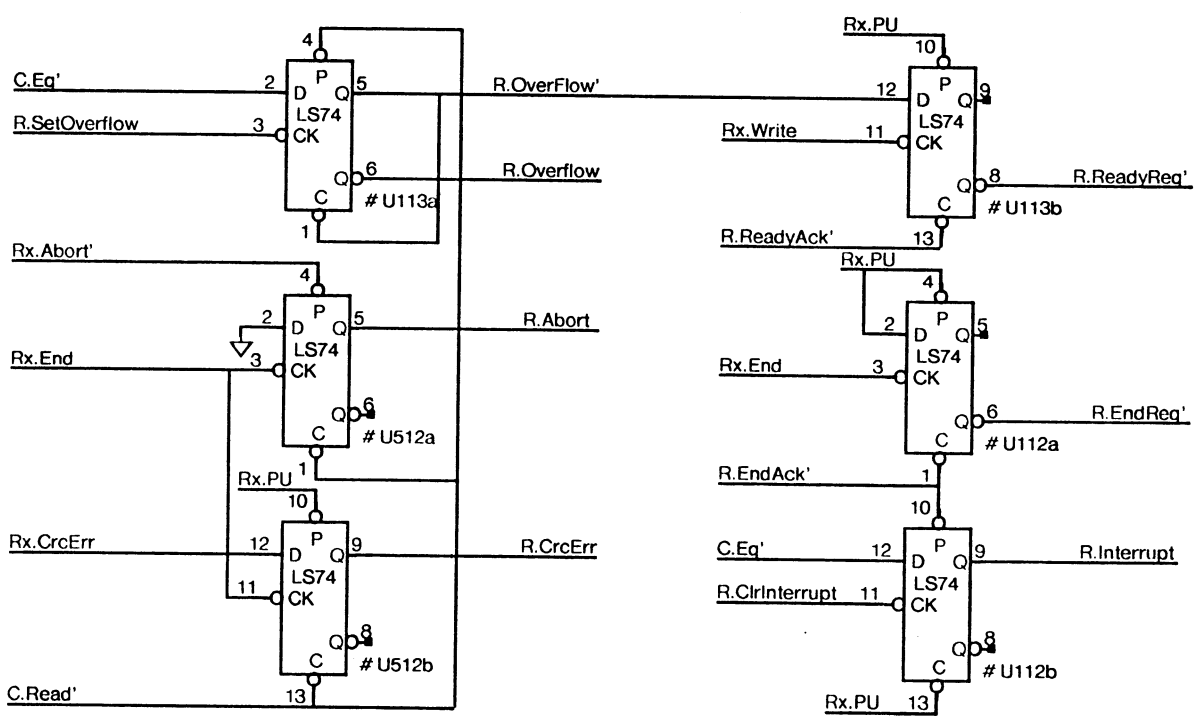 4
C.Eq' 2 D P Q 5 R.OverFlow'
R.SetOverflow 3 CK LS74
Q 6 R.Overflow
C # U113a
1
Rx.Abort'
4
2 D P Q 5 R.Abort
LS74
Rx.End 3 CK
Q 6
C # U512a
1
Rx.PU
10
Rx.CrcErr 12 D P Q 9 R.CrcErr
LS74
11 CK
Q 8
C # U512b
C.Read' 13
Rx.PU
10
12 D P Q 9
LS74
Rx.Write 11 CK
Q 8 R.ReadyReq'
C # U113b
R.ReadyAck' 13
Rx.PU
4
2 D P Q 5
LS74
Rx.End 3 CK
Q 6 R.EndReq'
C # U112a
R.EndAck' 1
10
C.Eq' 12 D P Q 9 R.Interrupt
LS74
R.ClrInterrupt 11 CK
Q 8
C # U112b
Rx.PU 13